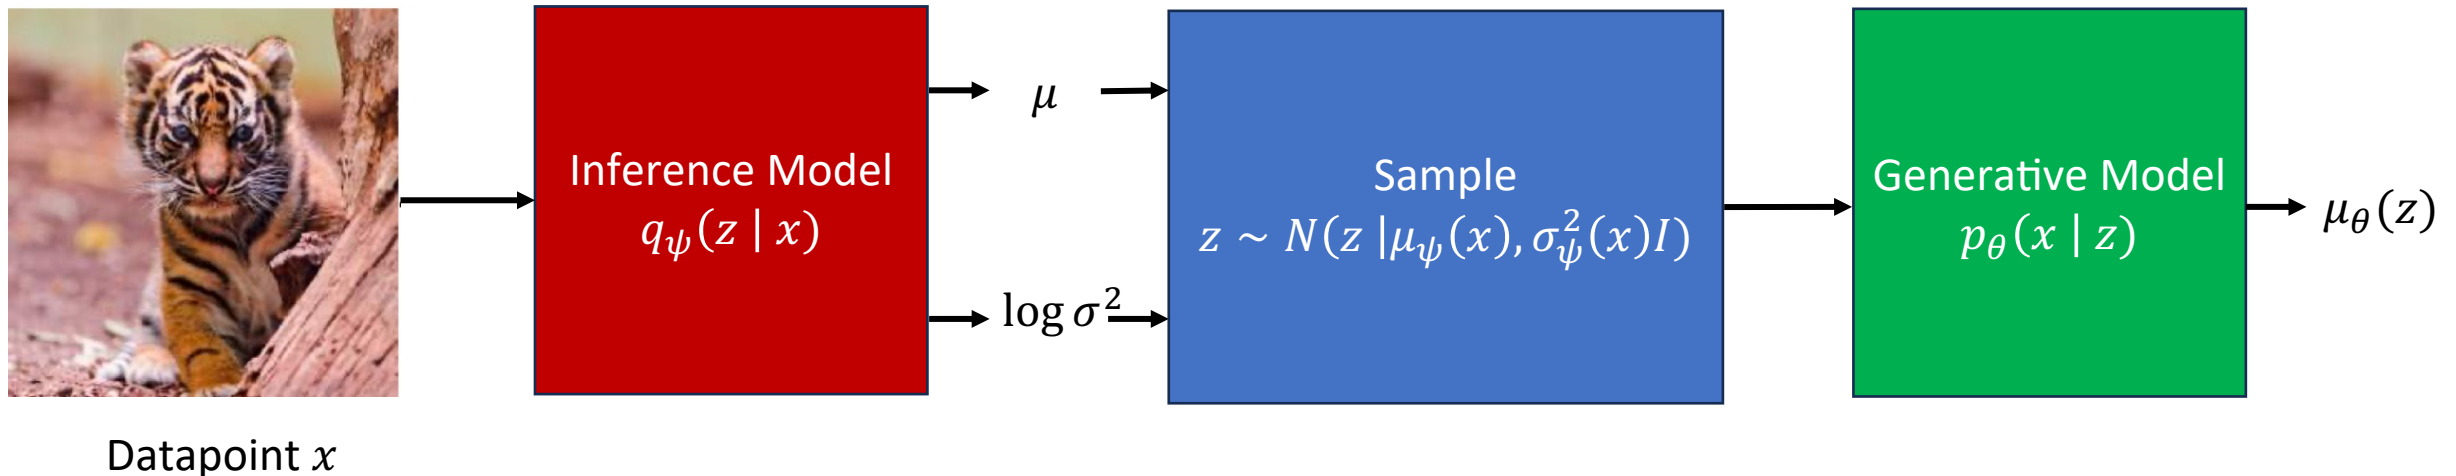 Inference Model
q_ψ(z | x)
μ
log σ²
Sample
z ~ N(z |μ_ψ(x), σ²_ψ(x)I)
Generative Model
p_θ(x | z)
μ_θ(z)
Datapoint x